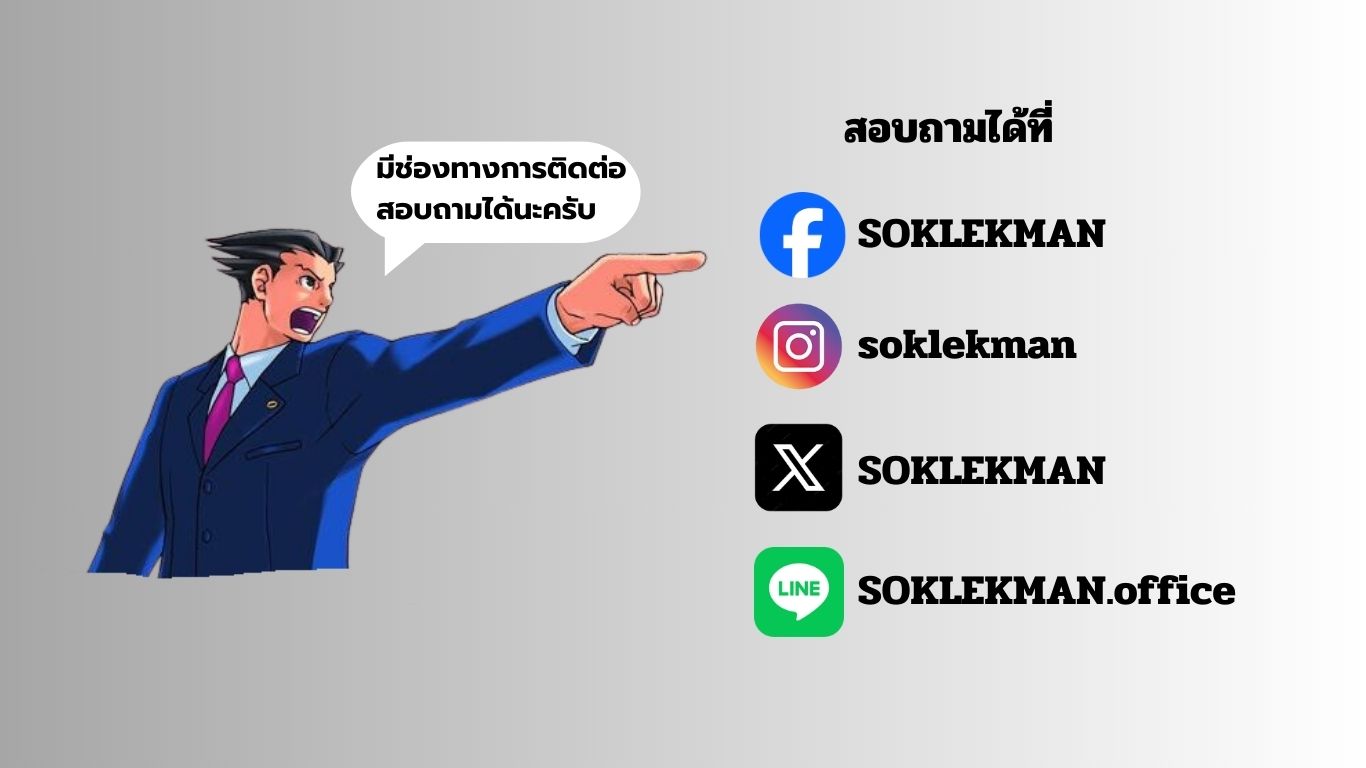 มีช่องทางการติดต่อ
สอบถามได้นะครับ
สอบถามได้ที่
SOKLEKMAN
soklekman
SOKLEKMAN
LINE
SOKLEKMAN.office